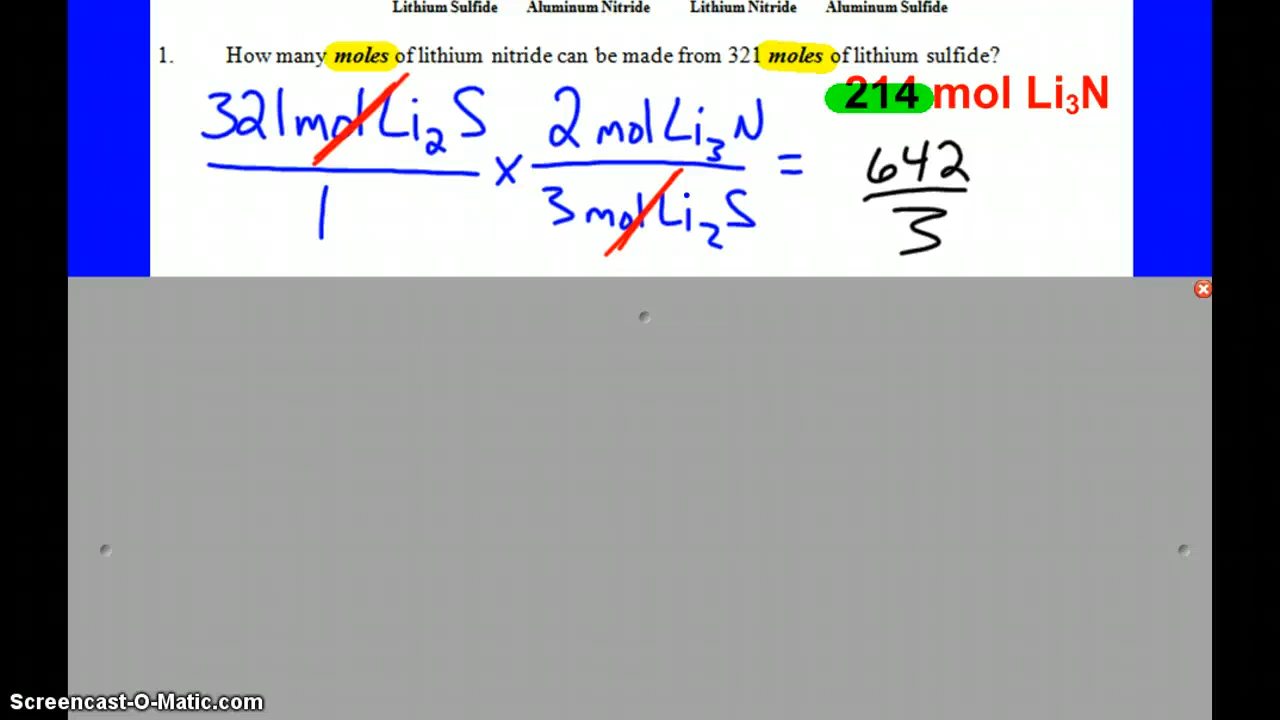 Lithium Sulfide Aluminum Nitride Lithium Nitride Aluminum Sulfide
1. How many moles of lithium nitride can be made from 321 moles of lithium sulfide?
214 mol Li₃N
321 mol Li₂S × 2 mol Li₃N = 642
1 3 mol Li₂S 3
Screencast-O-Matic.com